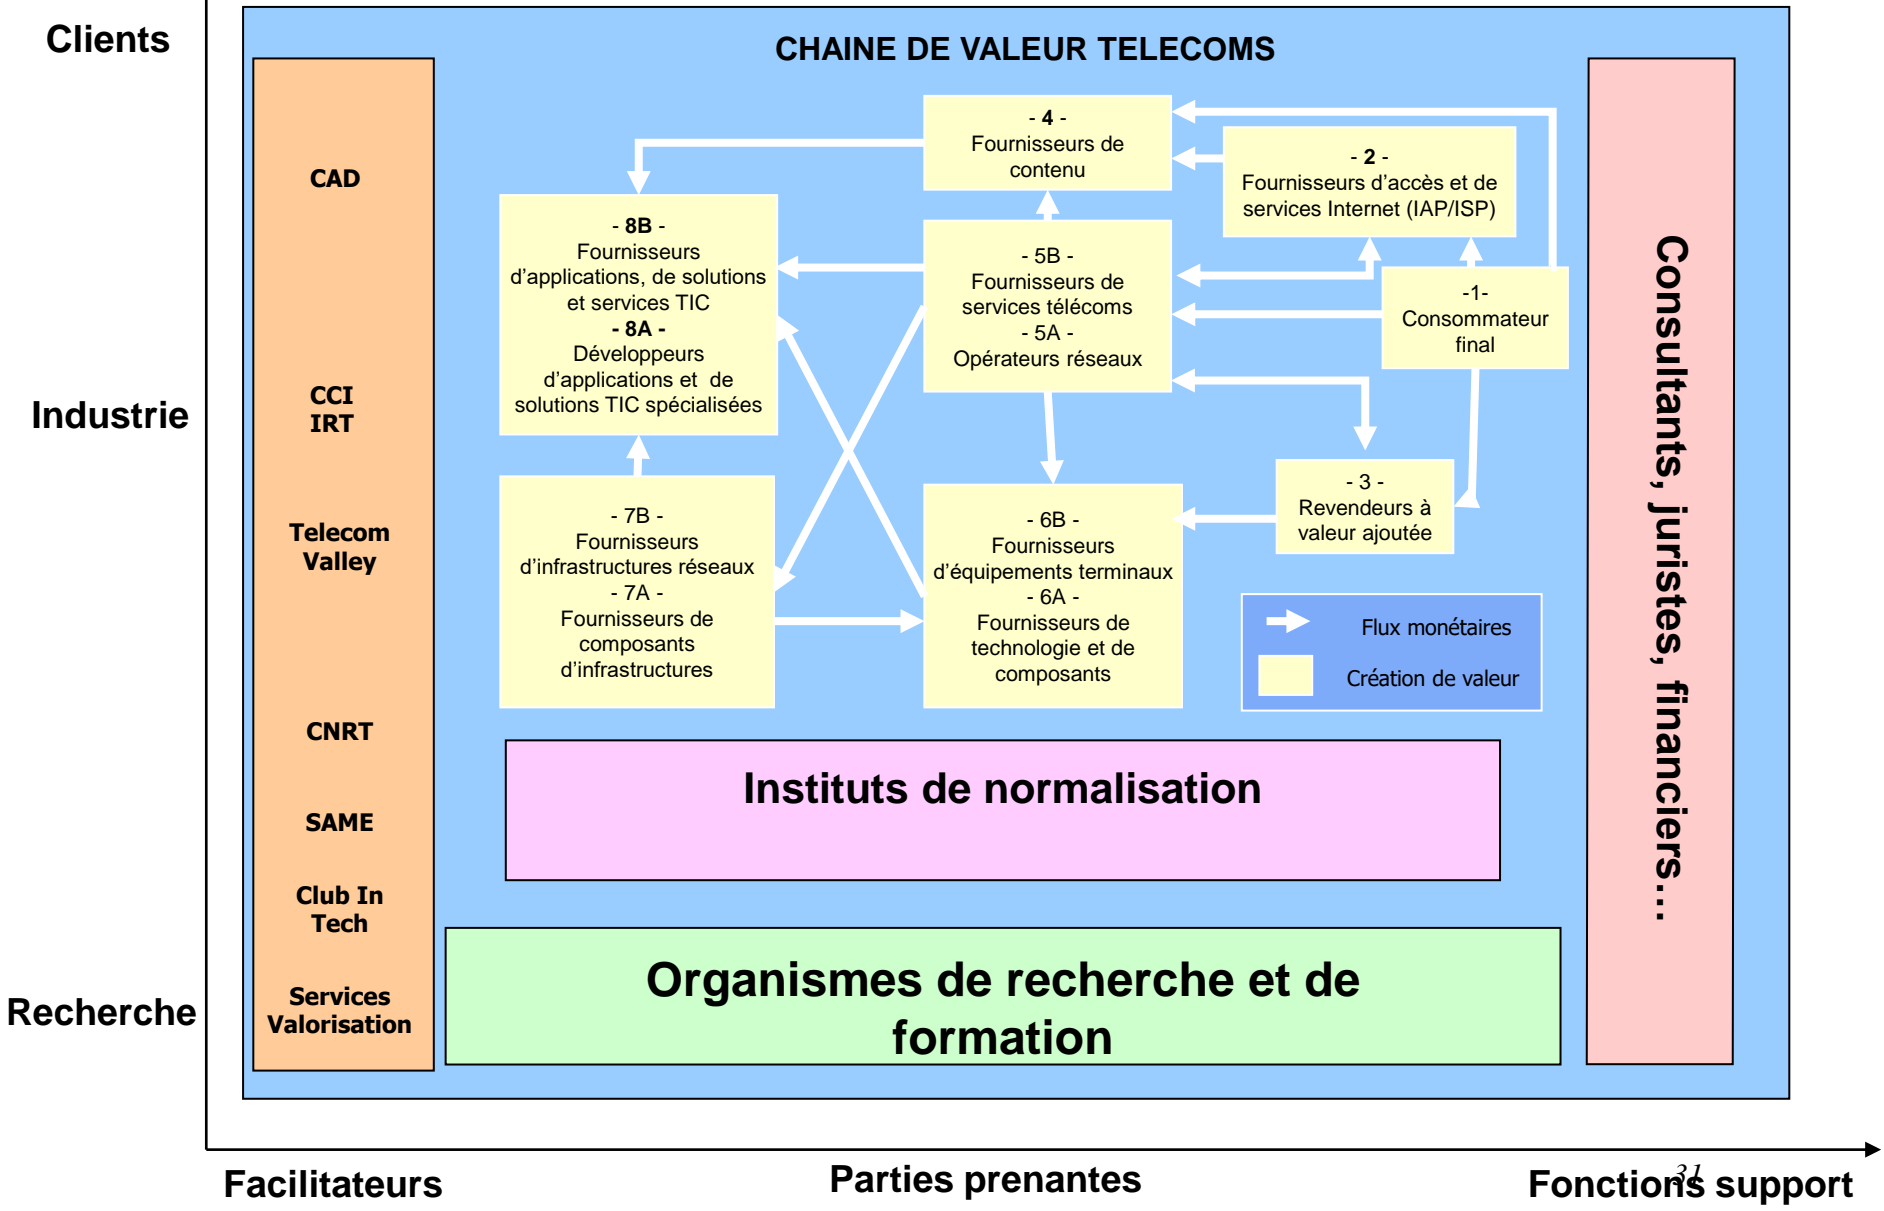 Clients
Industrie
Recherche
CHAINE DE VALEUR TELECOMS
CAD
CCI
IRT
Telecom
Valley
CNRT
SAME
Club In
Tech
Services
Valorisation
- 4 -
Fournisseurs de
contenu
- 2 -
Fournisseurs d’accès et de
services Internet (IAP/ISP)
- 8B -
Fournisseurs
d’applications, de solutions
et services TIC
- 8A -
Développeurs
d’applications et de
solutions TIC spécialisées
- 5B -
Fournisseurs de
services télécoms
- 5A -
Opérateurs réseaux
-1-
Consommateur
final
- 7B -
Fournisseurs
d’infrastructures réseaux
- 7A -
Fournisseurs de
composants
d’infrastructures
- 6B -
Fournisseurs
d’équipements terminaux
- 6A -
Fournisseurs de
technologie et de
composants
- 3 -
Revendeurs à
valeur ajoutée
Flux monétaires
Création de valeur
Instituts de normalisation
Organismes de recherche et de
formation
Consultants, juristes, financiers…
Facilitateurs
Parties prenantes
Fonctions support
31